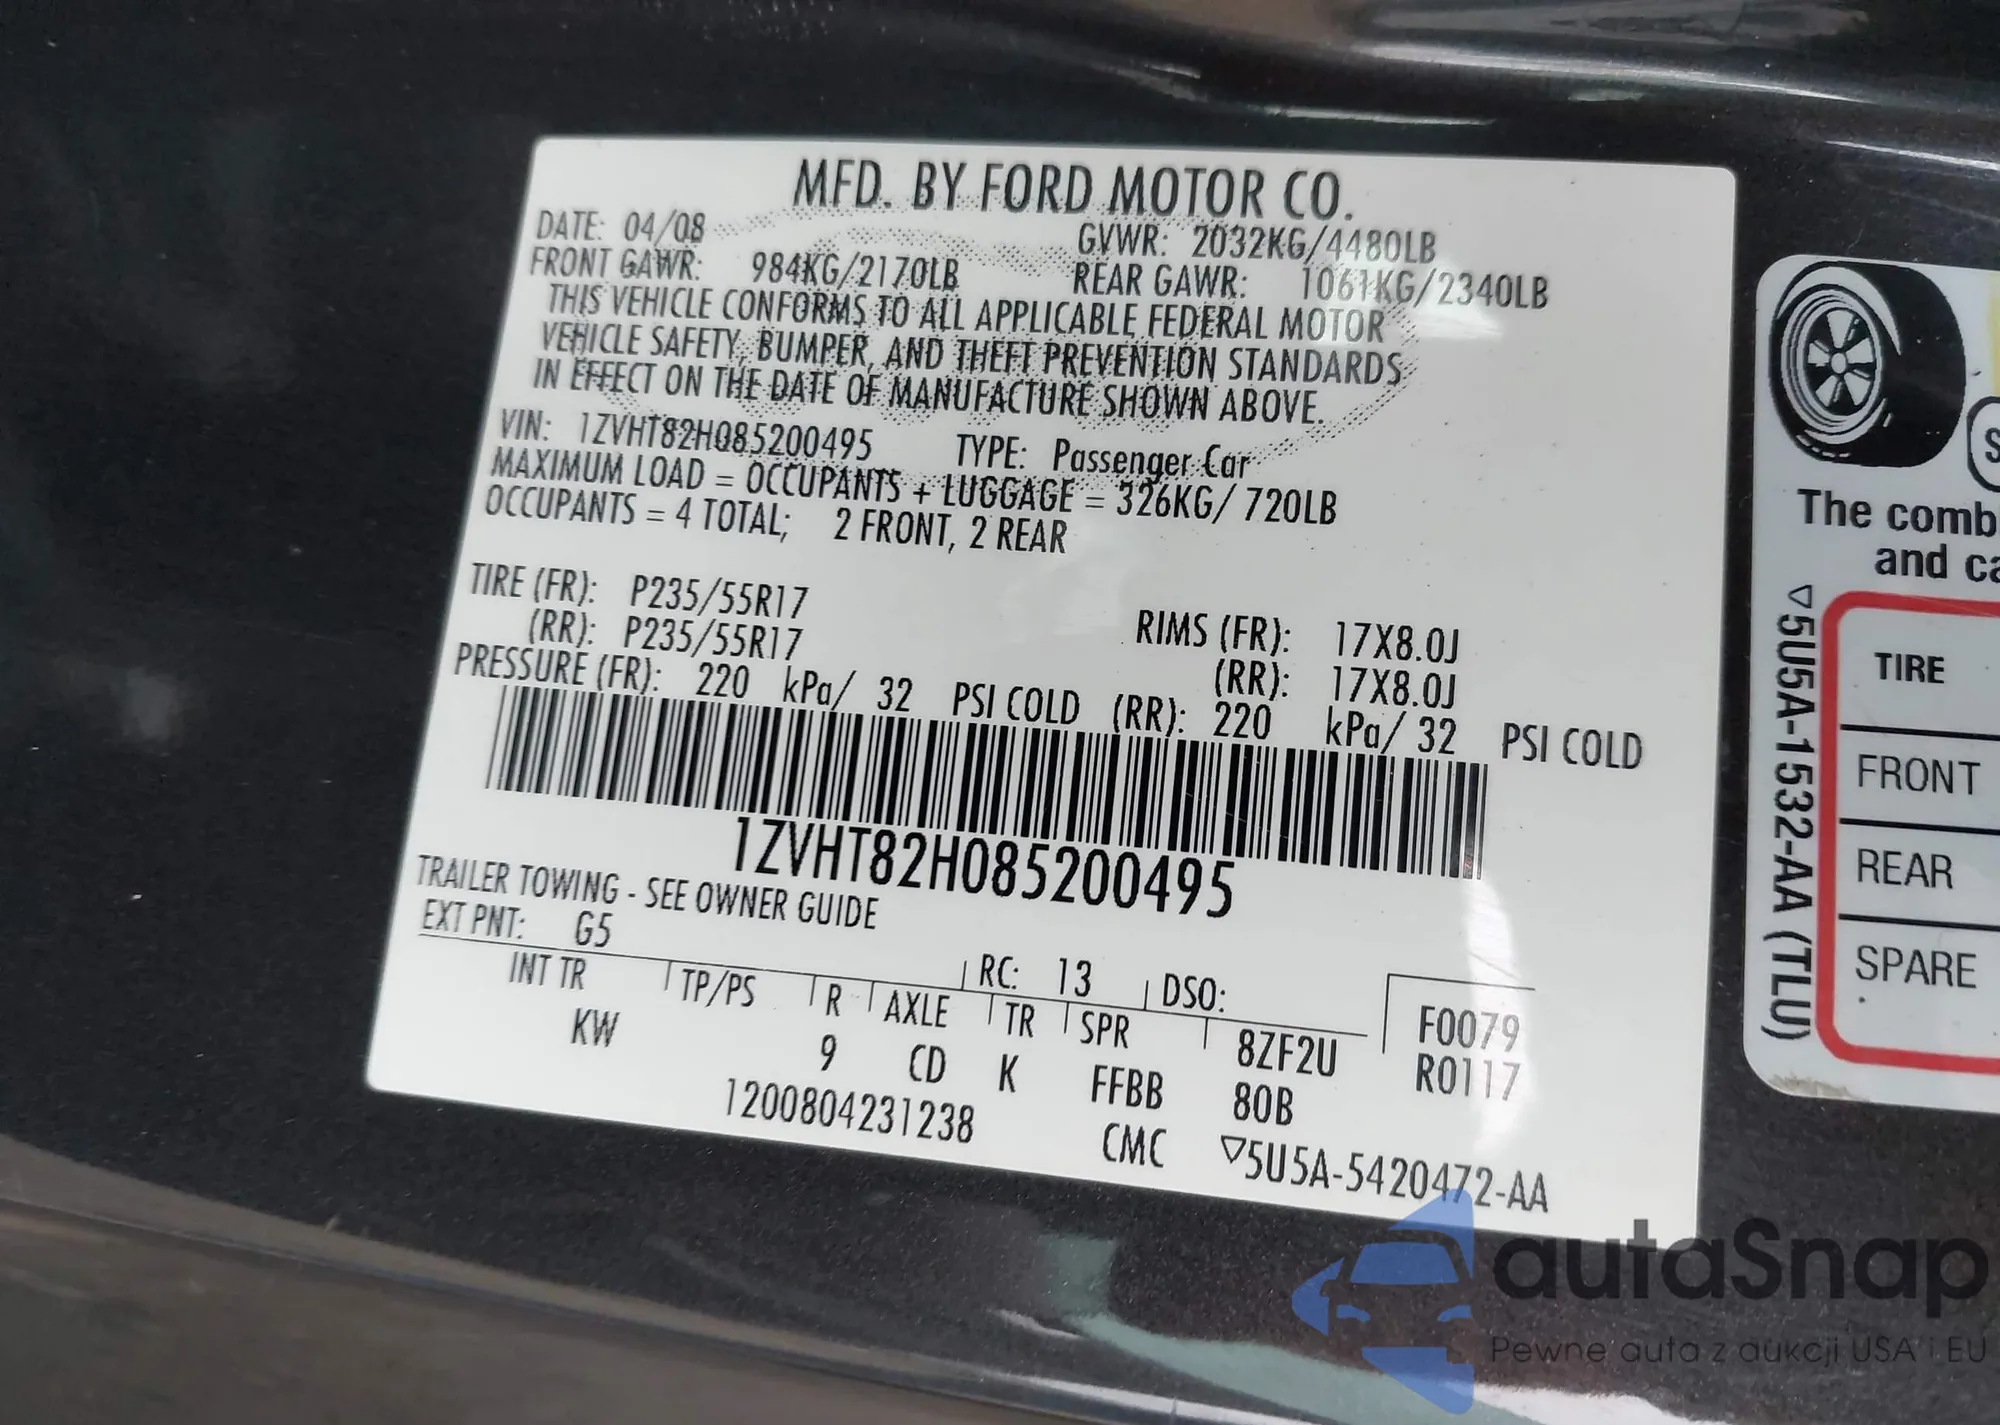 MFD. BY FORD MOTOR CO.
DATE: 04/08 GVWR: 2032KG/4480LB
FRONT GAWR: 984KG/2170LB REAR GAWR: 1061KG/2340LB
THIS VEHICLE CONFORMS TO ALL APPLICABLE FEDERAL MOTOR
VEHICLE SAFETY, BUMPER, AND THEFT PREVENTION STANDARDS
IN EFFECT ON THE DATE OF MANUFACTURE SHOWN ABOVE.
VIN: 1ZVHT82H085200495 TYPE: Passenger Car
MAXIMUM LOAD = OCCUPANTS + LUGGAGE = 326KG/ 720LB
OCCUPANTS = 4 TOTAL; 2 FRONT, 2 REAR
TIRE (FR): P235/55R17 RIMS (FR): 17X8.0J
(RR): P235/55R17 (RR): 17X8.0J
PRESSURE (FR): 220 kPa/ 32 PSI COLD (RR): 220 kPa/ 32 PSI COLD
1ZVHT82H085200495
TRAILER TOWING - SEE OWNER GUIDE
EXT PNT: G5 RC: 13 DSO:
INT TR TP/PS R AXLE TR SPR 8ZF2U F0079
KW 9 CD K FFBB 80B R0117
1200804231238 CMC ▽5U5A-5420472-AA
S
The comb
and ca
▽5U5A-1532-AA (TLU)
TIRE
FRONT
REAR
SPARE
autaSnap
Pewne auta z aukcji USA i EU